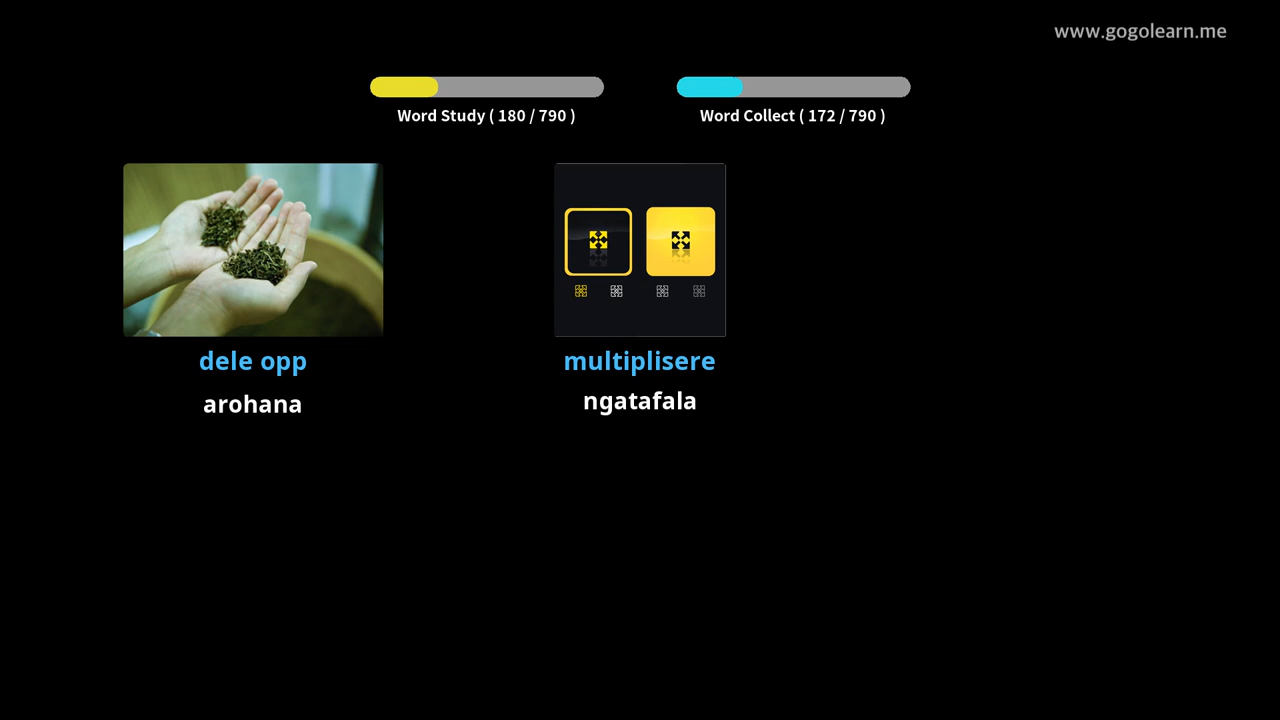 www.gogolearn.me
Word Study ( 180 / 790 )
Word Collect ( 172 / 790 )
dele opp
multiplisere
arohana
ngatafala